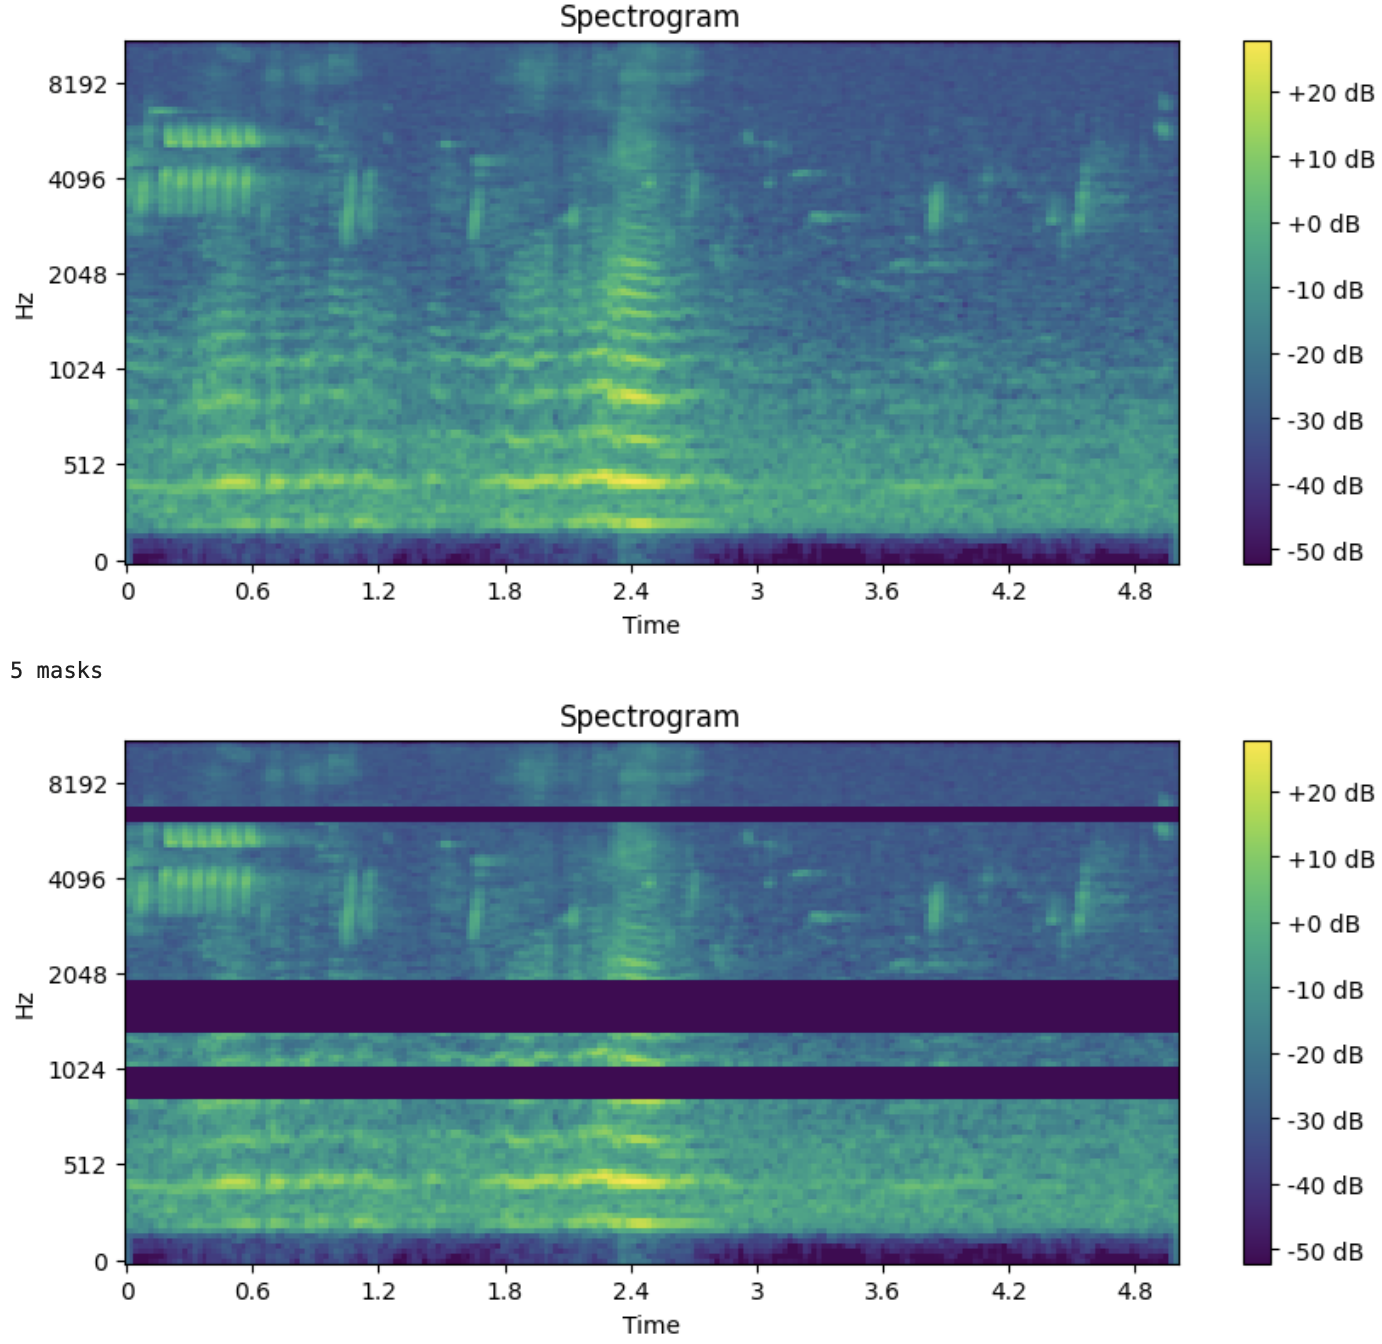 Spectrogram
8192
4096
2048
1024
512
0
Hz
0 0.6 1.2 1.8 2.4 3 3.6 4.2 4.8
Time
+20 dB
+10 dB
+0 dB
-10 dB
-20 dB
-30 dB
-40 dB
-50 dB
5 masks
Spectrogram
8192
4096
2048
1024
512
0
Hz
0 0.6 1.2 1.8 2.4 3 3.6 4.2 4.8
Time
+20 dB
+10 dB
+0 dB
-10 dB
-20 dB
-30 dB
-40 dB
-50 dB